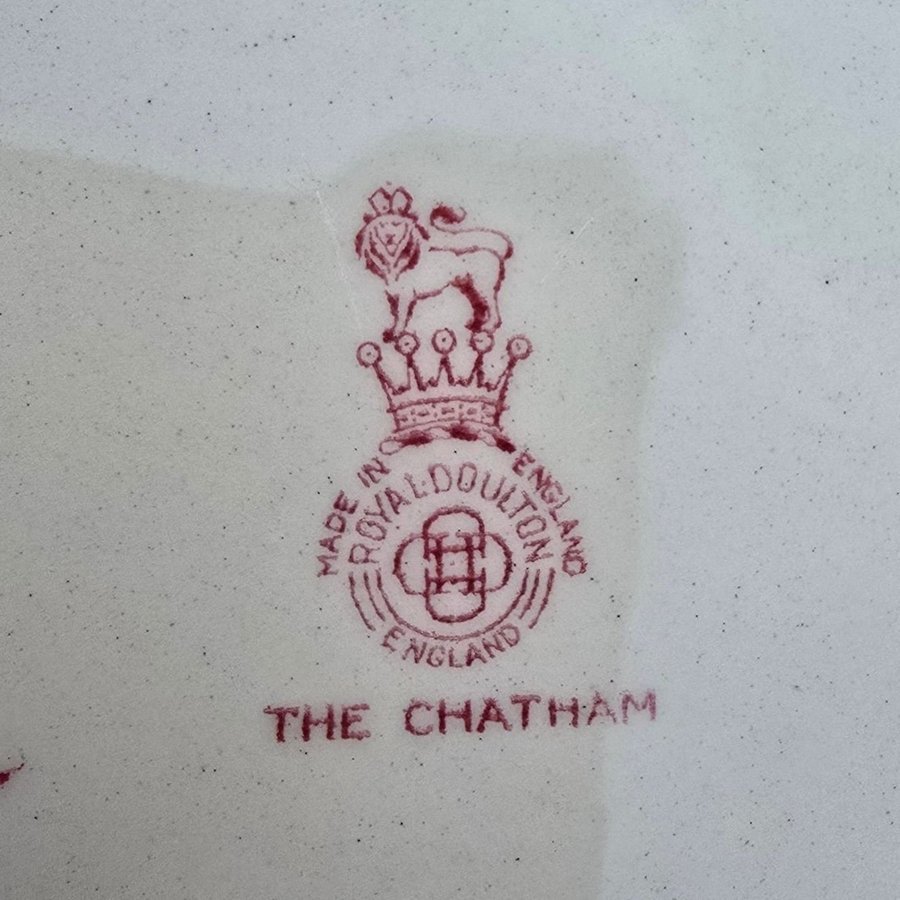 MADE IN ENGLAND
ROYAL DOULTON
ENGLAND
THE CHATHAM